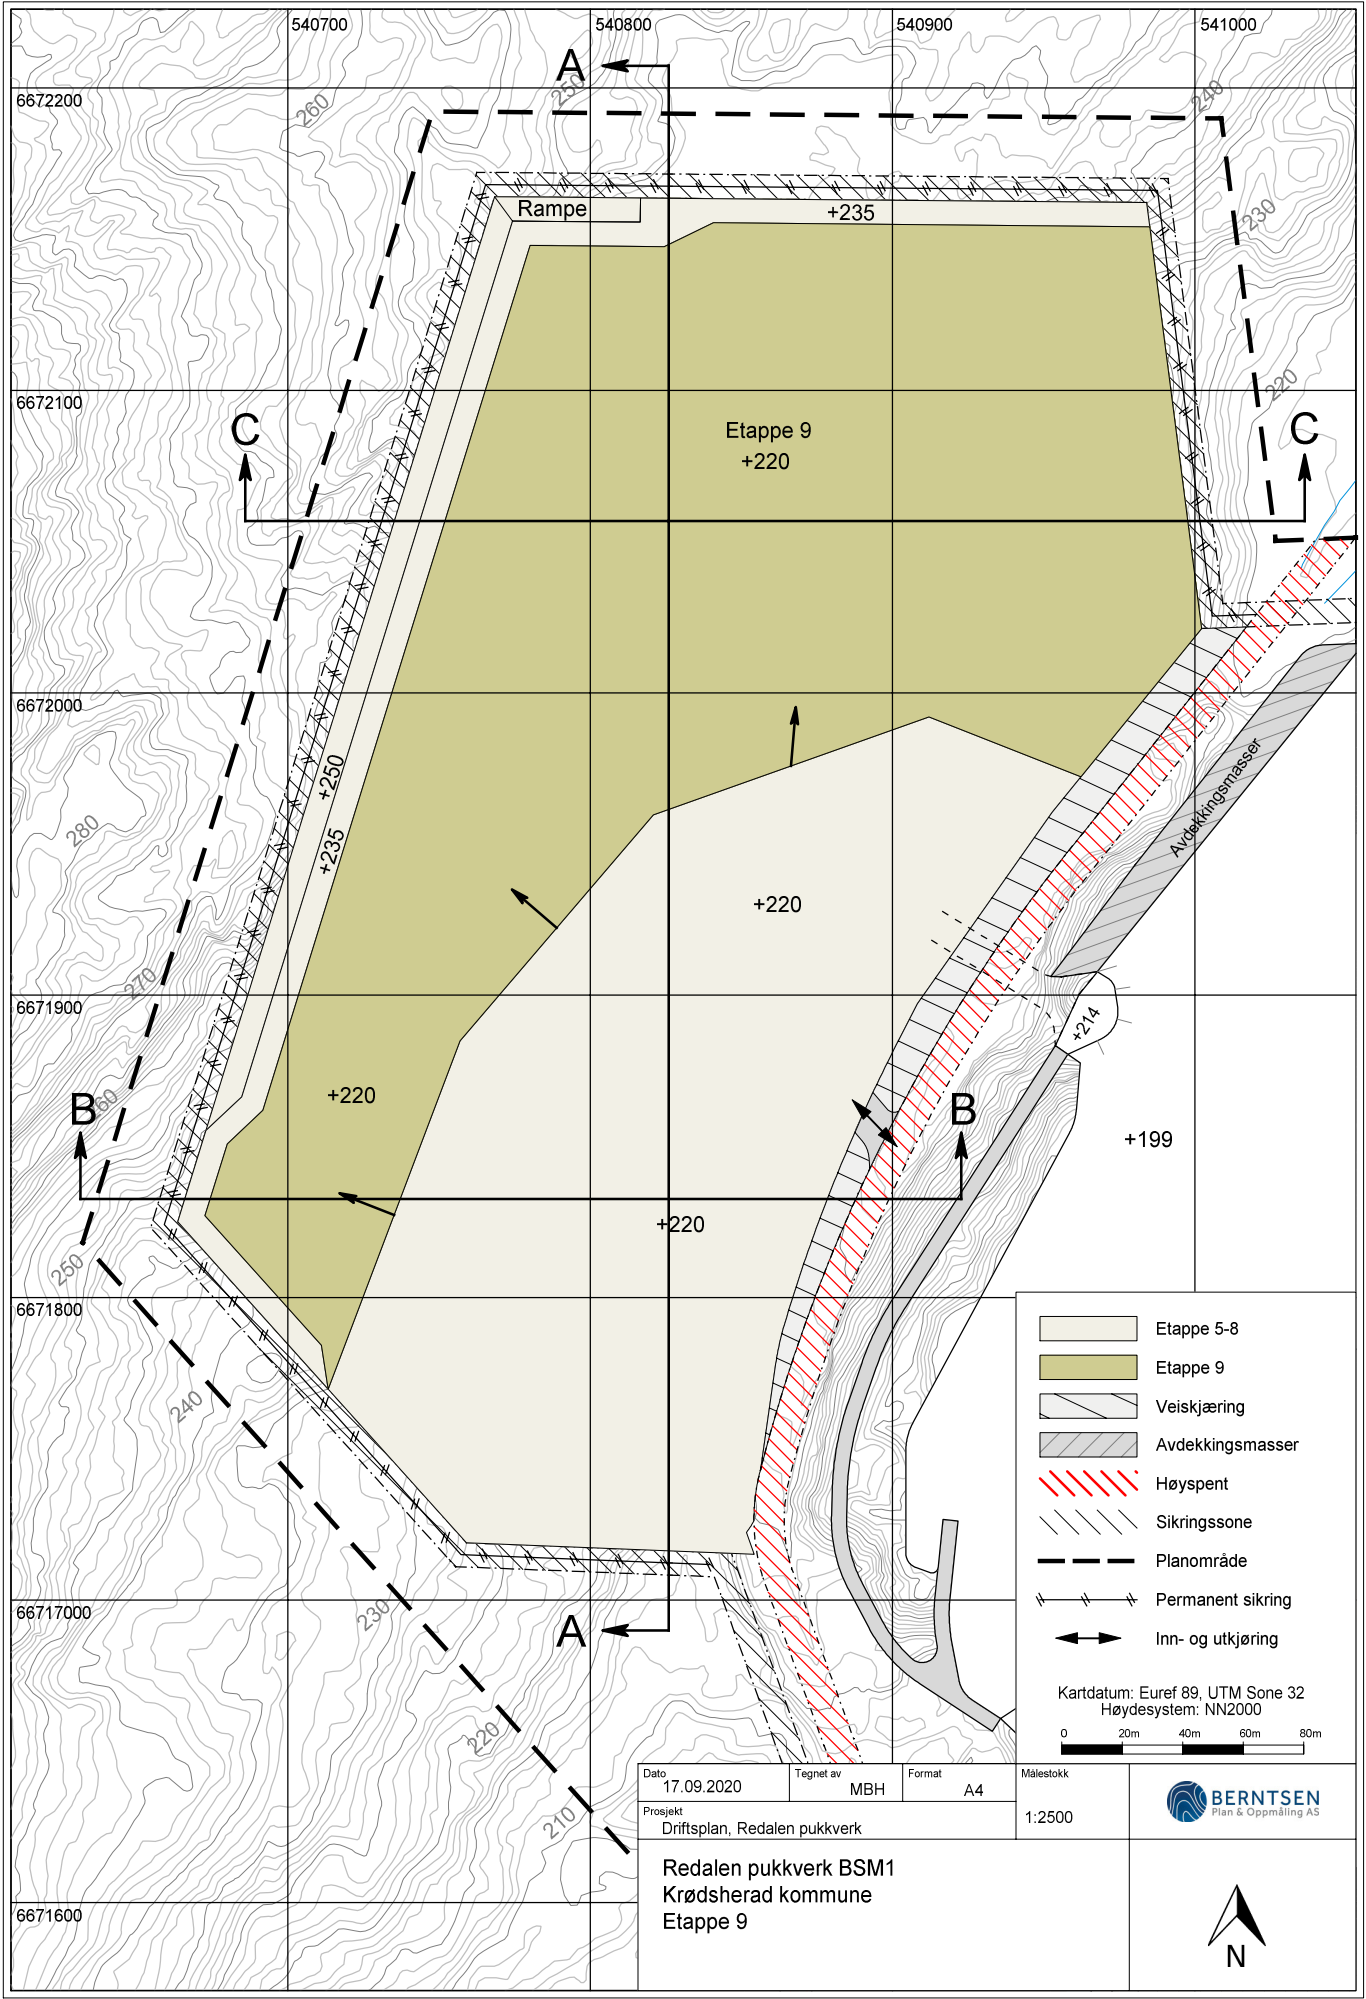 540700
540800
540900
541000
A
6672200
260
250
240
Rampe
+235
230
220
6672100
C
C
Etappe 9
+220
6672000
+250
+235
280
Avdekkingsmasser
+220
270
6671900
+214
260
B
+220
B
+199
+220
250
6671800
240
Etappe 5-8
Etappe 9
Veiskjæring
Avdekkingsmasser
Høyspent
Sikringssone
Planområde
Permanent sikring
Inn- og utkjøring
66717000
230
A
220
210
6671600
Kartdatum: Euref 89, UTM Sone 32
Høydesystem: NN2000
0 20m 40m 60m 80m
Dato
17.09.2020
Tegnet av
MBH
Format
A4
Målestokk
1:2500
Prosjekt
Driftsplan, Redalen pukkverk
BERNTSEN
Plan & Oppmåling AS
Redalen pukkverk BSM1
Krødsherad kommune
Etappe 9
N